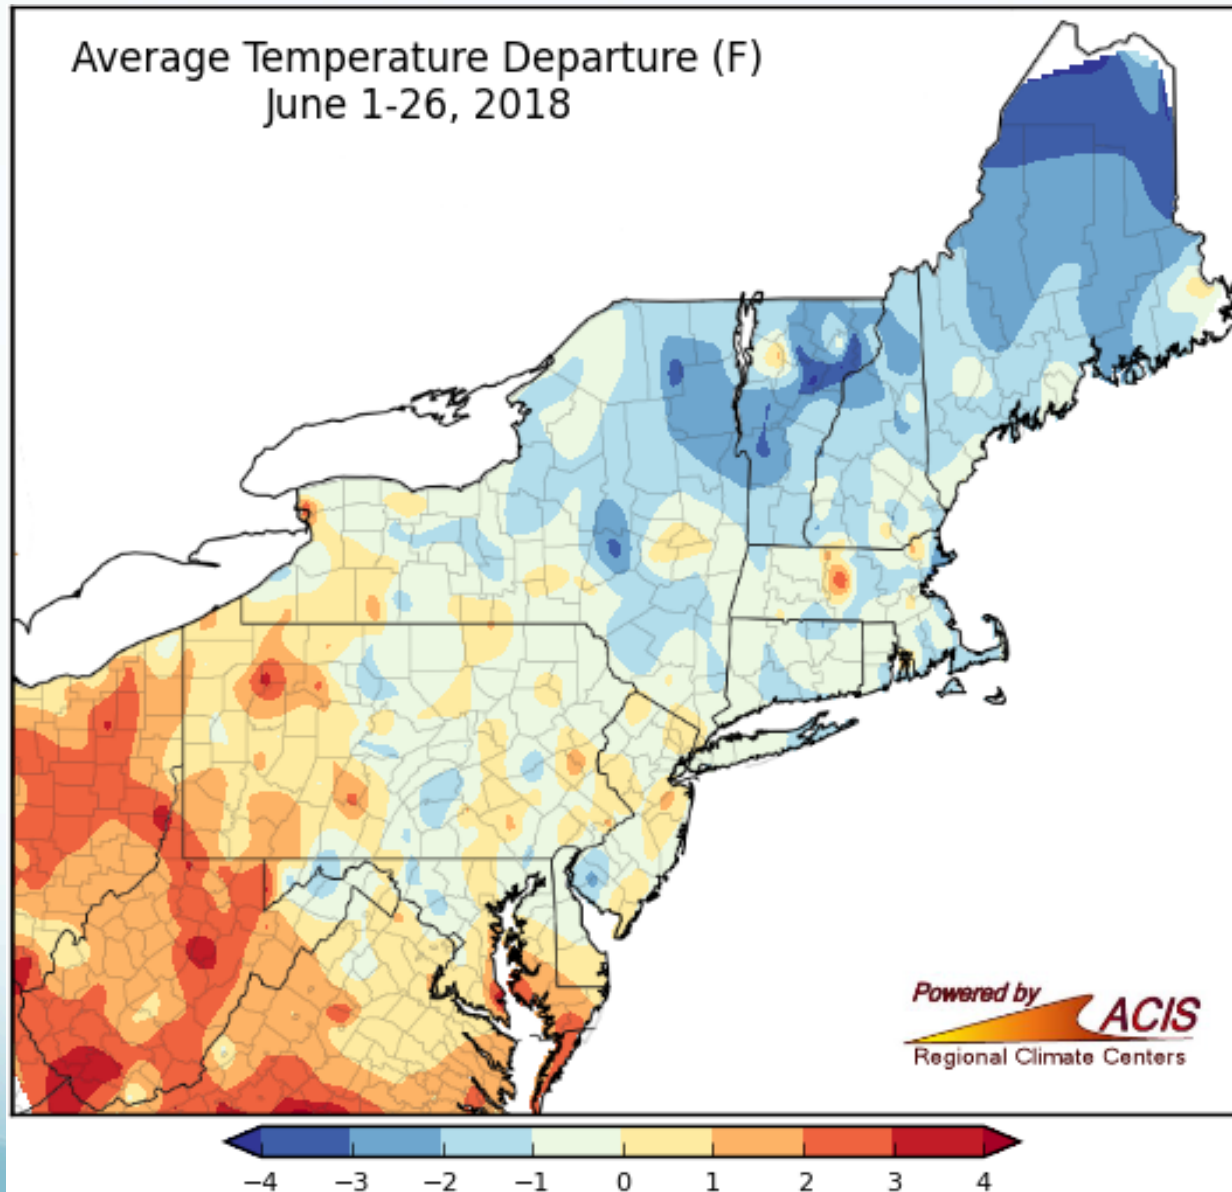 Average Temperature Departure (F)
June 1-26, 2018
Powered by
ACIS
Regional Climate Centers
−4 −3 −2 −1 0 1 2 3 4